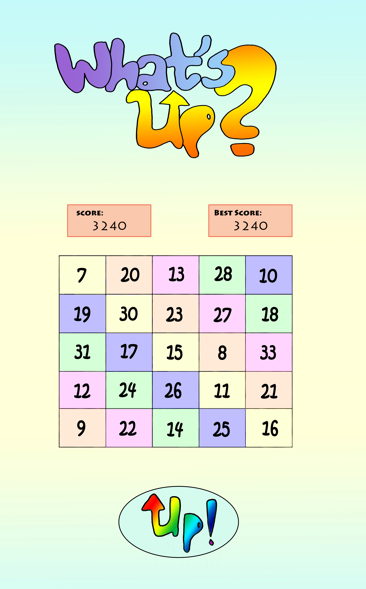 What's
Up?
SCORE:
3240
BEST SCORE:
3240
7 20 13 28 10
19 30 23 27 18
31 17 15 8 33
12 24 26 11 21
9 22 14 25 16
up!